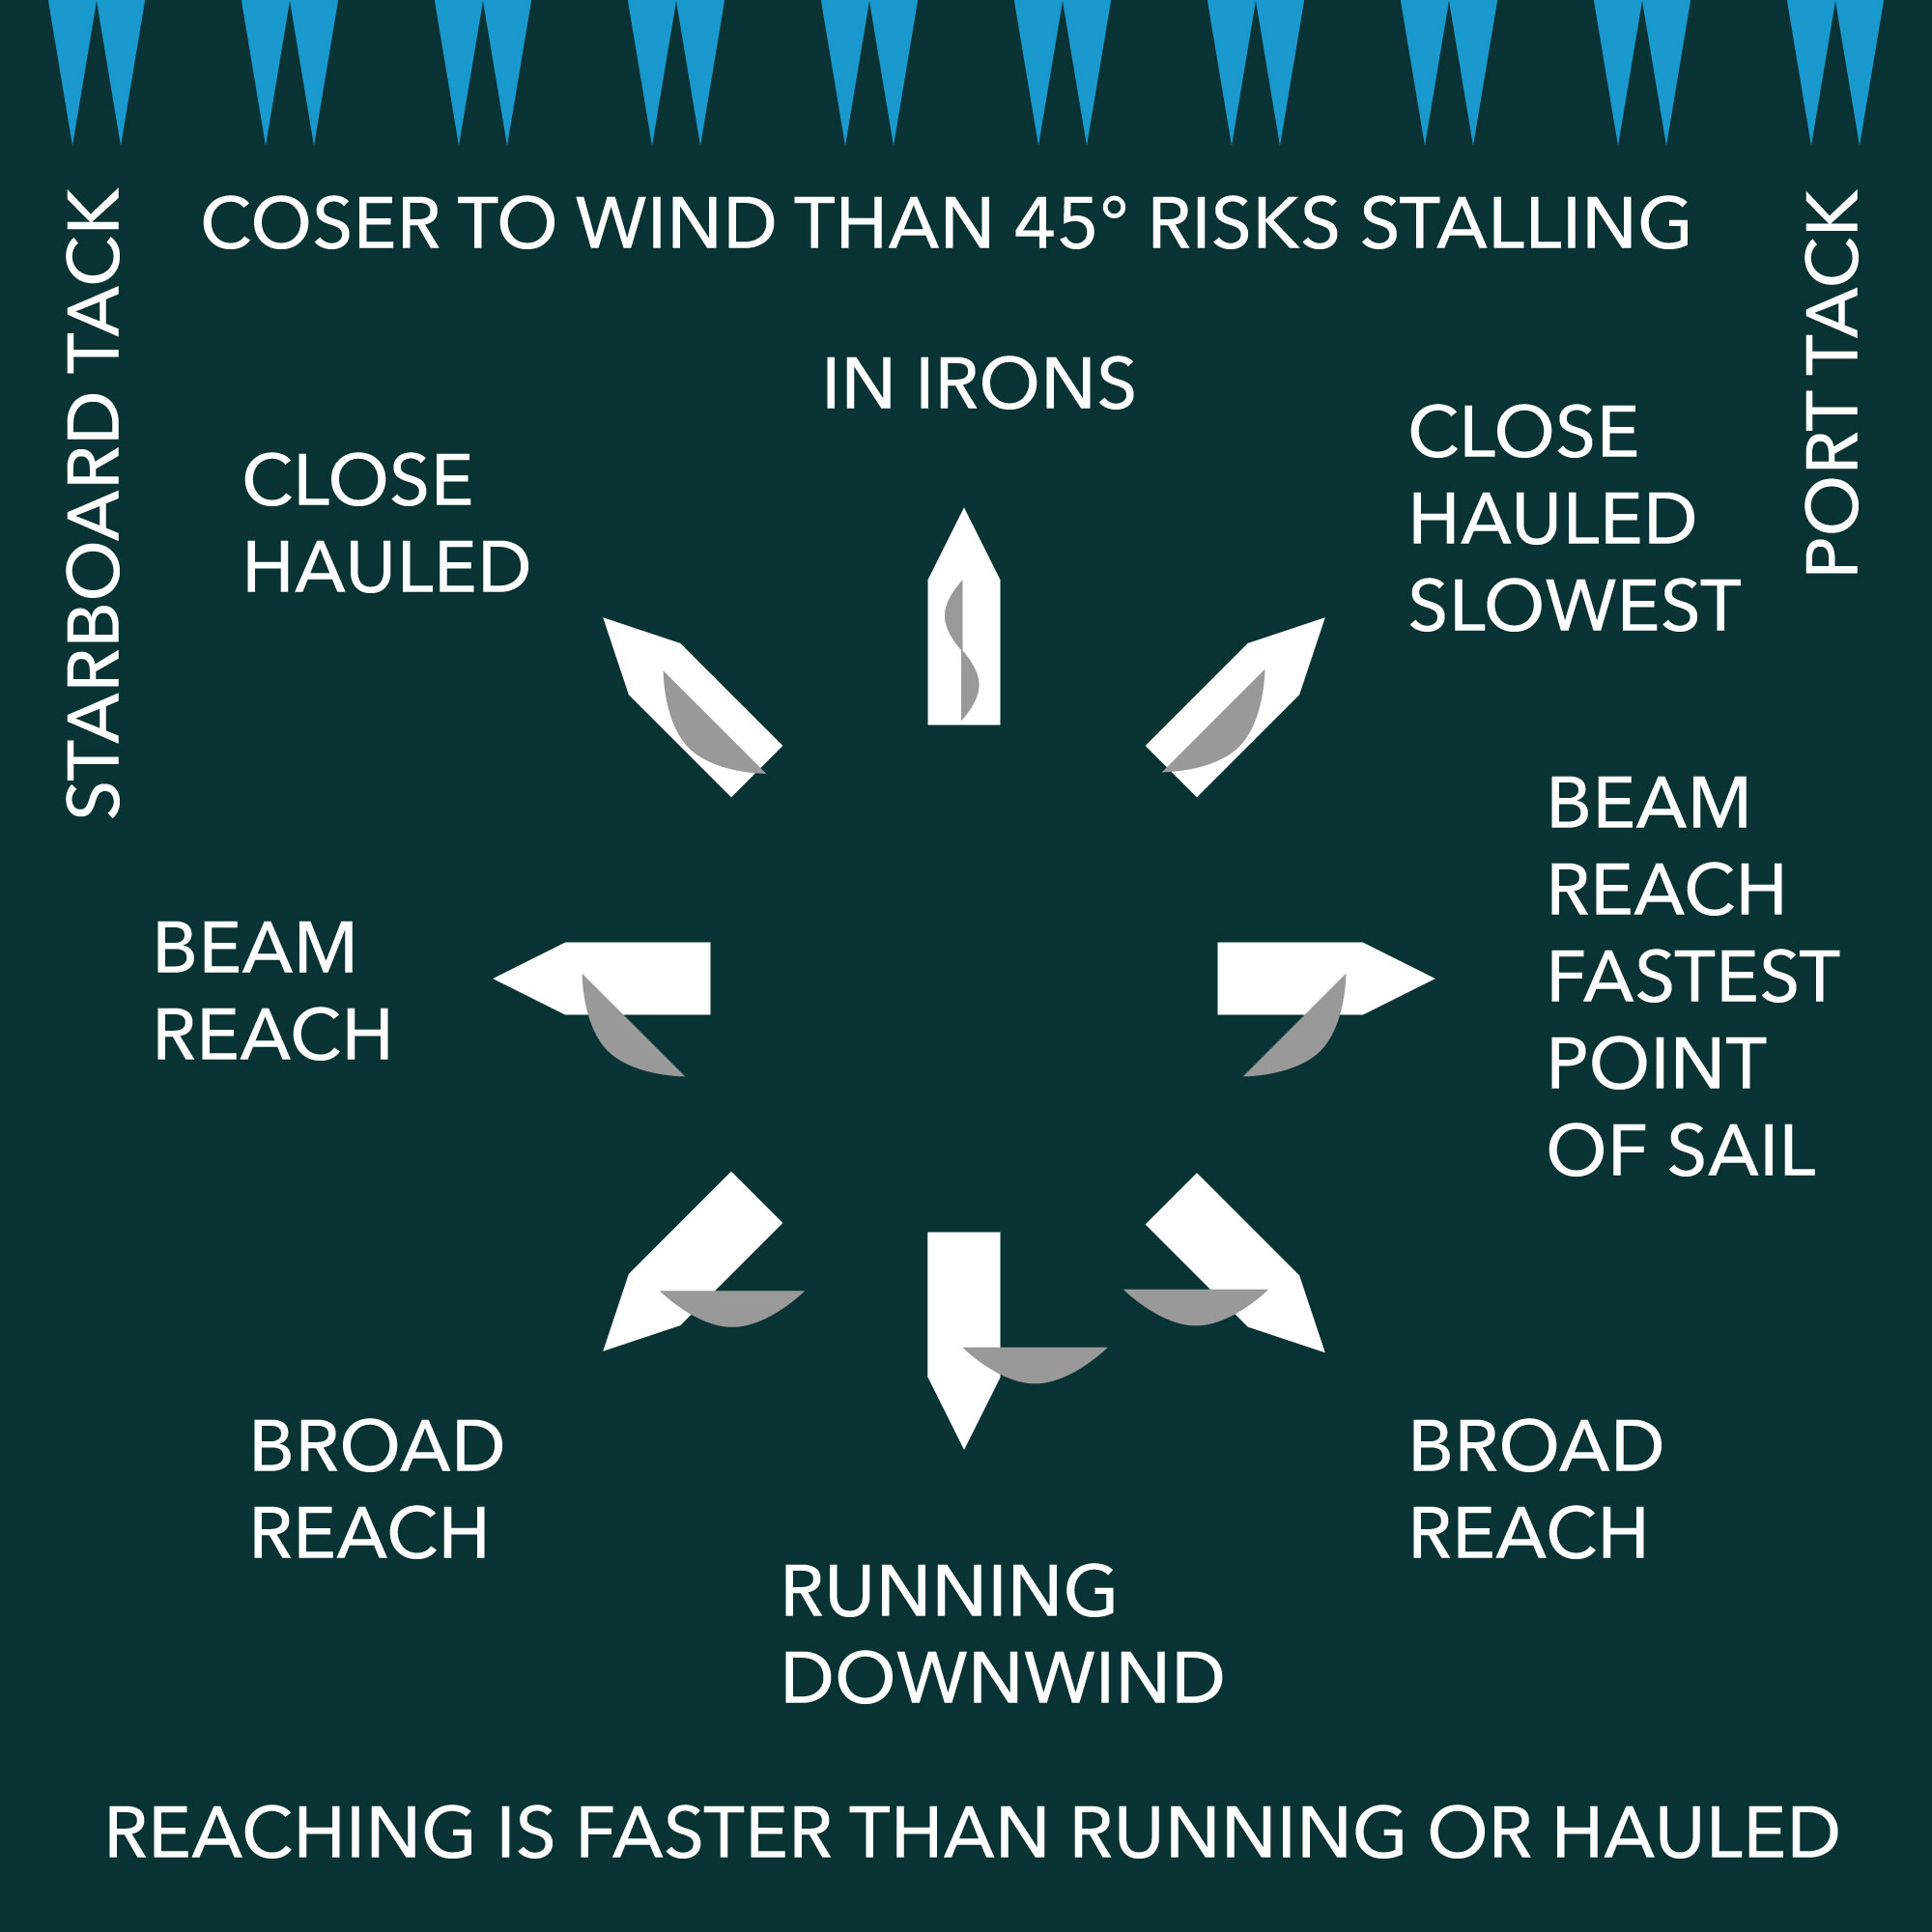 COSER TO WIND THAN 45° RISKS STALLING
STARBOARD TACK
PORT TACK
IN IRONS
CLOSE
HAULED
CLOSE
HAULED
SLOWEST
BEAM
REACH
BEAM
REACH
FASTEST
POINT
OF SAIL
BROAD
REACH
BROAD
REACH
RUNNING
DOWNWIND
REACHING IS FASTER THAN RUNNING OR HAULED